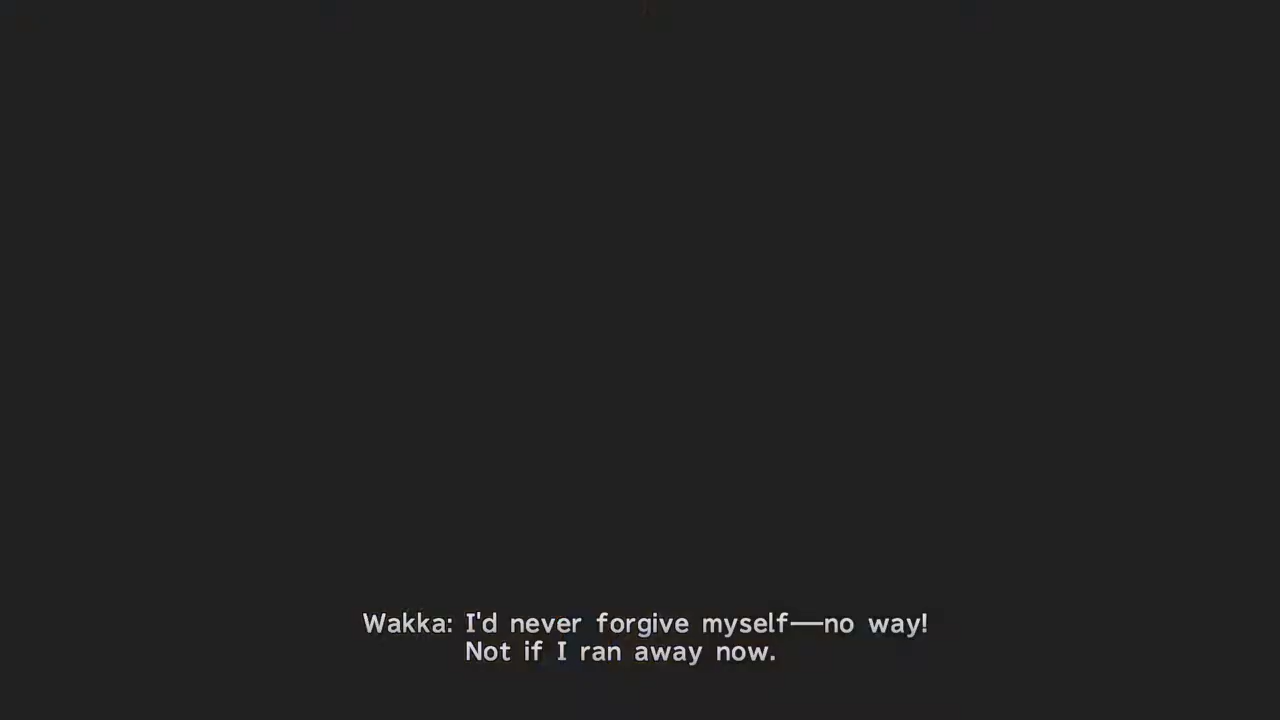 Wakka: I'd never forgive myself——no way!
Not if I ran away now.